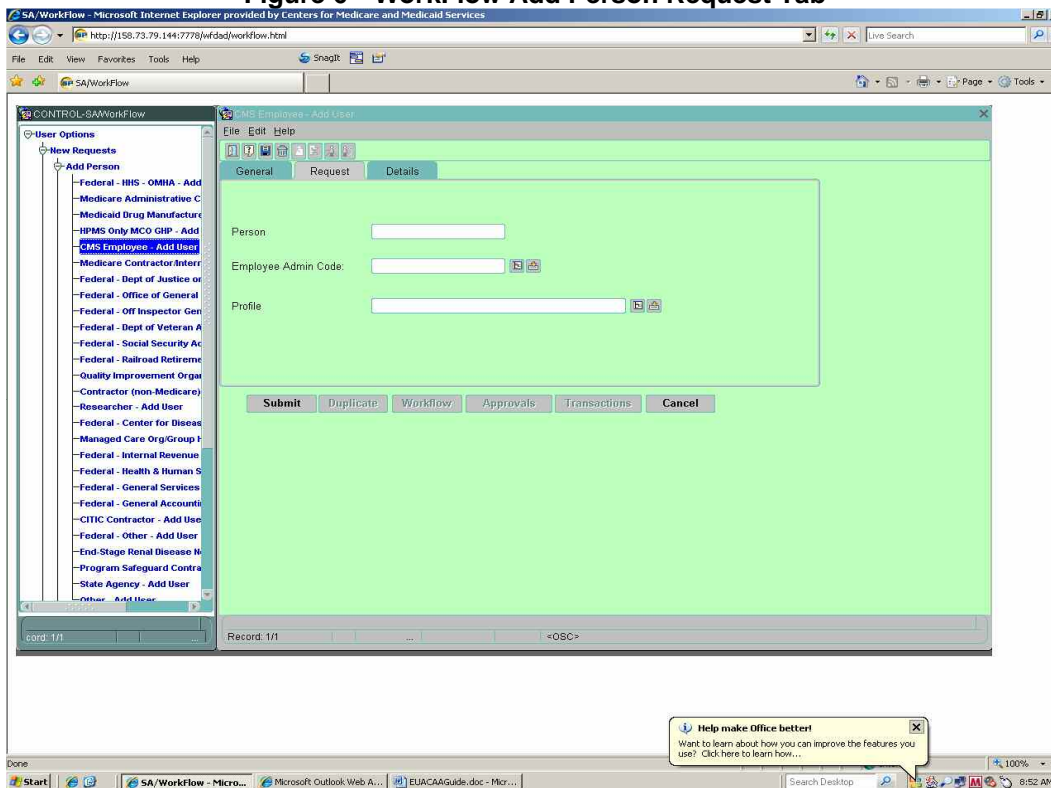 SA/WorkFlow - Microsoft Internet Explorer provided by Centers for Medicare and Medicaid Services
http://158.73.79.144:7778/wfdad/workflow.html
Live Search
File Edit View Favorites Tools Help
SnagIt
SA/WorkFlow
Page
Tools
CONTROL-SA/WorkFlow
CMS Employee - Add User
User Options
File Edit Help
New Requests
Add Person
General Request Details
Federal - HHS - OMHA - Add
Medicare Administrative C
Medicaid Drug Manufacture
HPMS Only MCO GHP - Add
Person
CMS Employee - Add User
Medicare Contractor/Intern
Employee Admin Code:
Federal - Dept of Justice or
Federal - Office of General
Federal - Off Inspector Gen
Profile
Federal - Dept of Veteran A
Federal - Social Security Ac
Federal - Railroad Retireme
Quality Improvement Organ
Contractor (non-Medicare)
Researcher - Add User
Submit Duplicate Workflow Approvals Transactions Cancel
Federal - Center for Diseas
Managed Care Org/Group H
Federal - Internal Revenue
Federal - Health & Human S
Federal - General Services
Federal - General Accounti
CITIC Contractor - Add Use
Federal - Other - Add User
End-Stage Renal Disease N
Program Safeguard Contra
State Agency - Add User
Other Add User
cord: 1/1 ...
Record: 1/1 ... <OSC>
Help make Office better!
Want to learn about how you can improve the features you
use? Click here to learn how...
Done
100%
Start
SA/WorkFlow - Micro...
Microsoft Outlook Web A...
EUACAAGuide.doc - Micr...
Search Desktop
8:52 AM